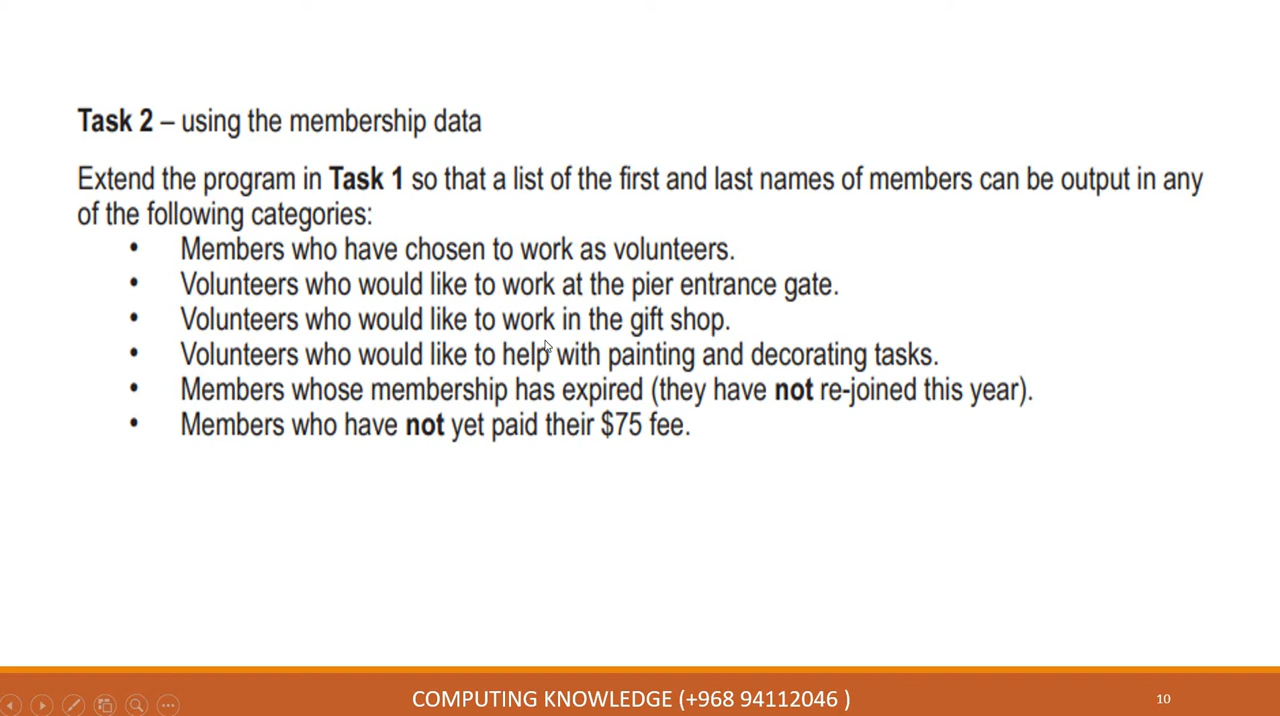 Task 2 – using the membership data
Extend the program in Task 1 so that a list of the first and last names of members can be output in any
of the following categories:
• Members who have chosen to work as volunteers.
• Volunteers who would like to work at the pier entrance gate.
• Volunteers who would like to work in the gift shop.
• Volunteers who would like to help with painting and decorating tasks.
• Members whose membership has expired (they have not re-joined this year).
• Members who have not yet paid their $75 fee.
COMPUTING KNOWLEDGE (+968 94112046 )
10